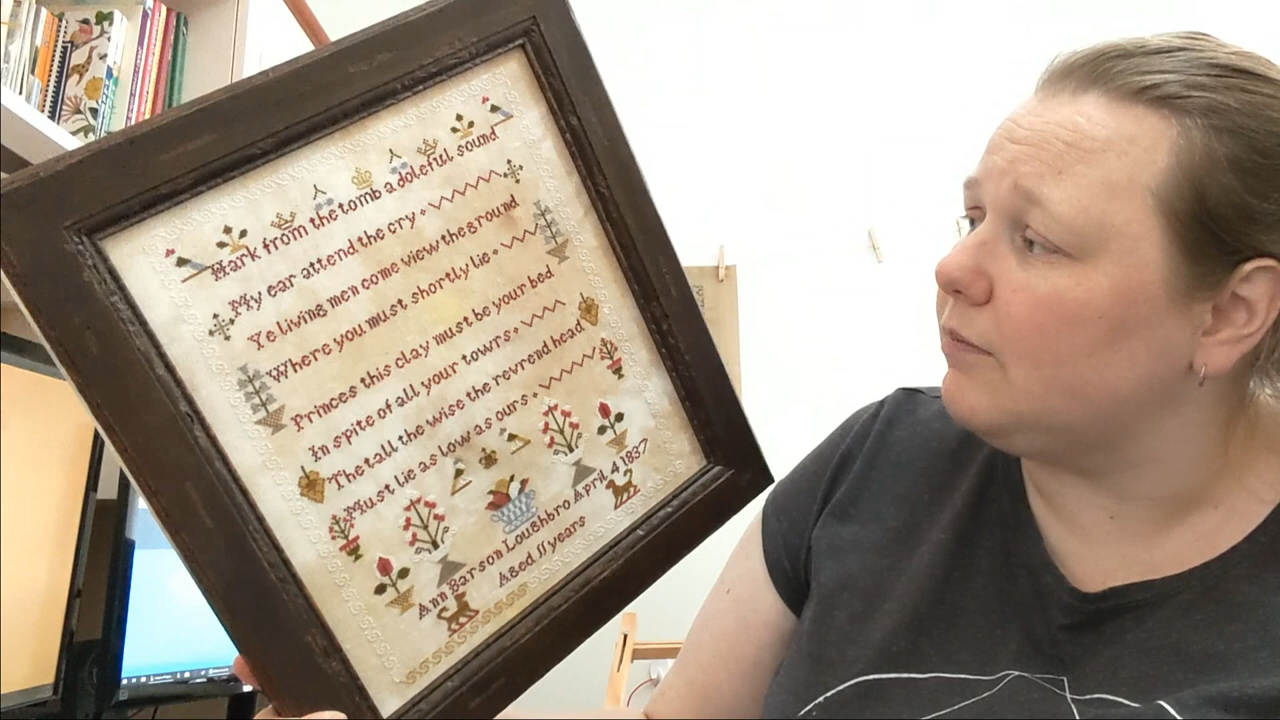 Hark from the tomb a doleful sound
My ear attend the cry
Ye living men come view the ground
Where you must shortly lie
Princes this clay must be your bed
In spite of all your towrs
The tall the wise the revrend head
Must lie as low as ours
Ann Barson Loughbro April 4 1837
Aged 11 years